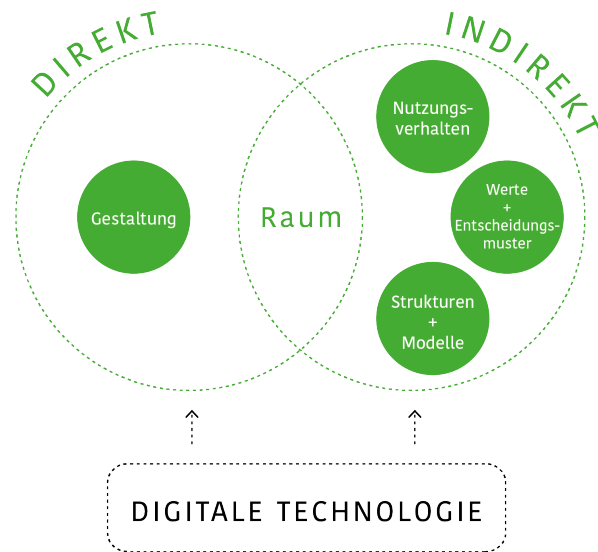 DIREKT
INDIREKT
Nutzungs-
verhalten
Gestaltung
Raum
Werte
+
Entscheidungs-
muster
Strukturen
+
Modelle
DIGITALE TECHNOLOGIE